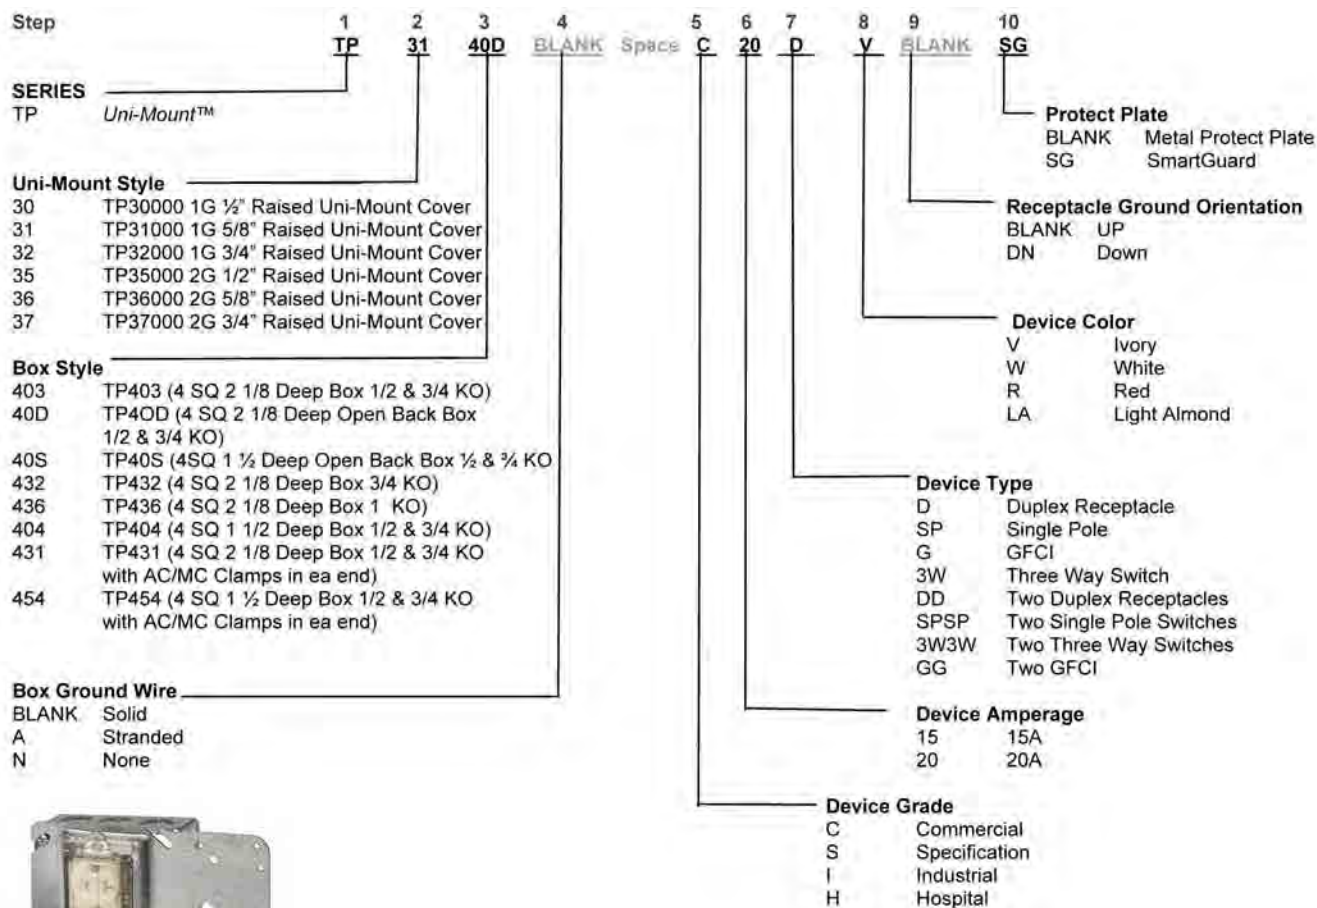 Step 1 2 3 4 5 6 7 8 9 10
TP 31 40D BLANK Space C 20 D V BLANK SG
SERIES
TP Uni-Mount™
Uni-Mount Style
30 TP30000 1G ½" Raised Uni-Mount Cover
31 TP31000 1G 5/8" Raised Uni-Mount Cover
32 TP32000 1G 3/4" Raised Uni-Mount Cover
35 TP35000 2G 1/2" Raised Uni-Mount Cover
36 TP36000 2G 5/8" Raised Uni-Mount Cover
37 TP37000 2G 3/4" Raised Uni-Mount Cover
Box Style
403 TP403 (4 SQ 2 1/8 Deep Box 1/2 & 3/4 KO)
40D TP4OD (4 SQ 2 1/8 Deep Open Back Box
1/2 & 3/4 KO)
40S TP40S (4SQ 1 ½ Deep Open Back Box ½ & ¾ KO
432 TP432 (4 SQ 2 1/8 Deep Box 3/4 KO)
436 TP436 (4 SQ 2 1/8 Deep Box 1 KO)
404 TP404 (4 SQ 1 1/2 Deep Box 1/2 & 3/4 KO)
431 TP431 (4 SQ 2 1/8 Deep Box 1/2 & 3/4 KO
with AC/MC Clamps in ea end)
454 TP454 (4 SQ 1 ½ Deep Box 1/2 & 3/4 KO
with AC/MC Clamps in ea end)
Box Ground Wire
BLANK Solid
A Stranded
N None
Protect Plate
BLANK Metal Protect Plate
SG SmartGuard
Receptacle Ground Orientation
BLANK UP
DN Down
Device Color
V Ivory
W White
R Red
LA Light Almond
Device Type
D Duplex Receptacle
SP Single Pole
G GFCI
3W Three Way Switch
DD Two Duplex Receptacles
SPSP Two Single Pole Switches
3W3W Two Three Way Switches
GG Two GFCI
Device Amperage
15 15A
20 20A
Device Grade
C Commercial
S Specification
I Industrial
H Hospital